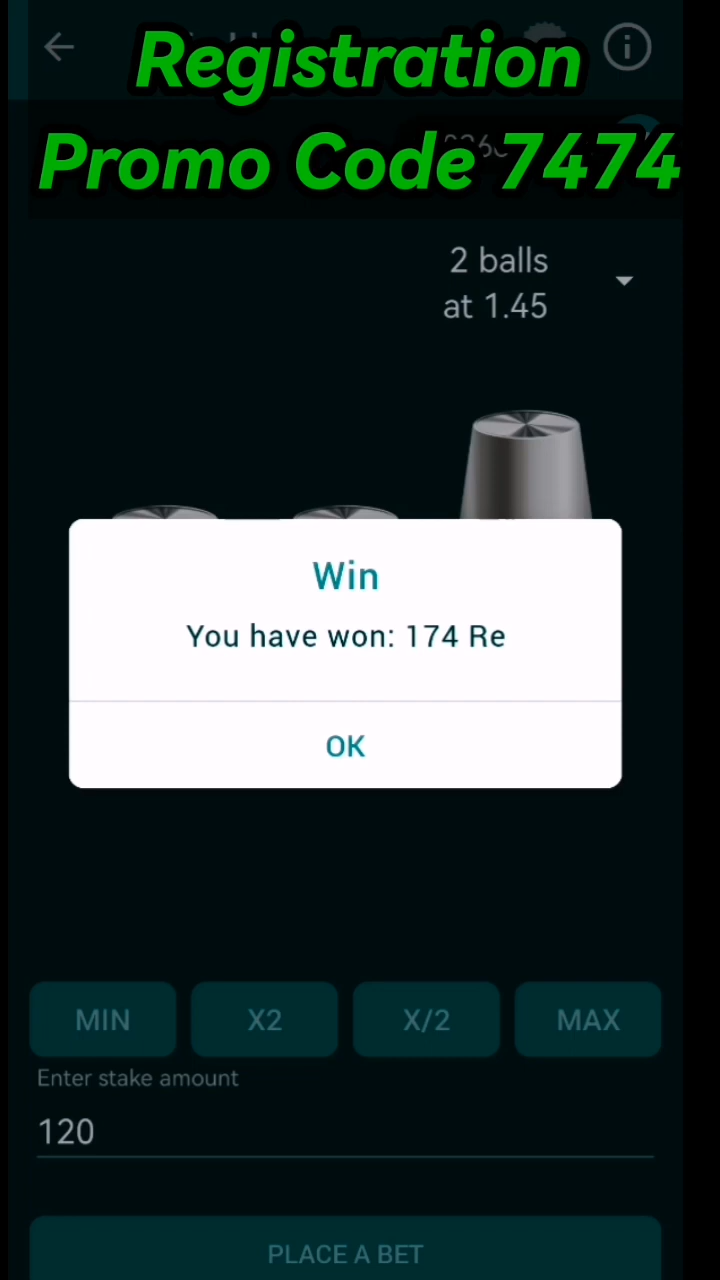 Registration
Promo Code 7474
2 balls
at 1.45
Win
You have won: 174 Re
OK
MIN
X2
X/2
MAX
Enter stake amount
120
PLACE A BET